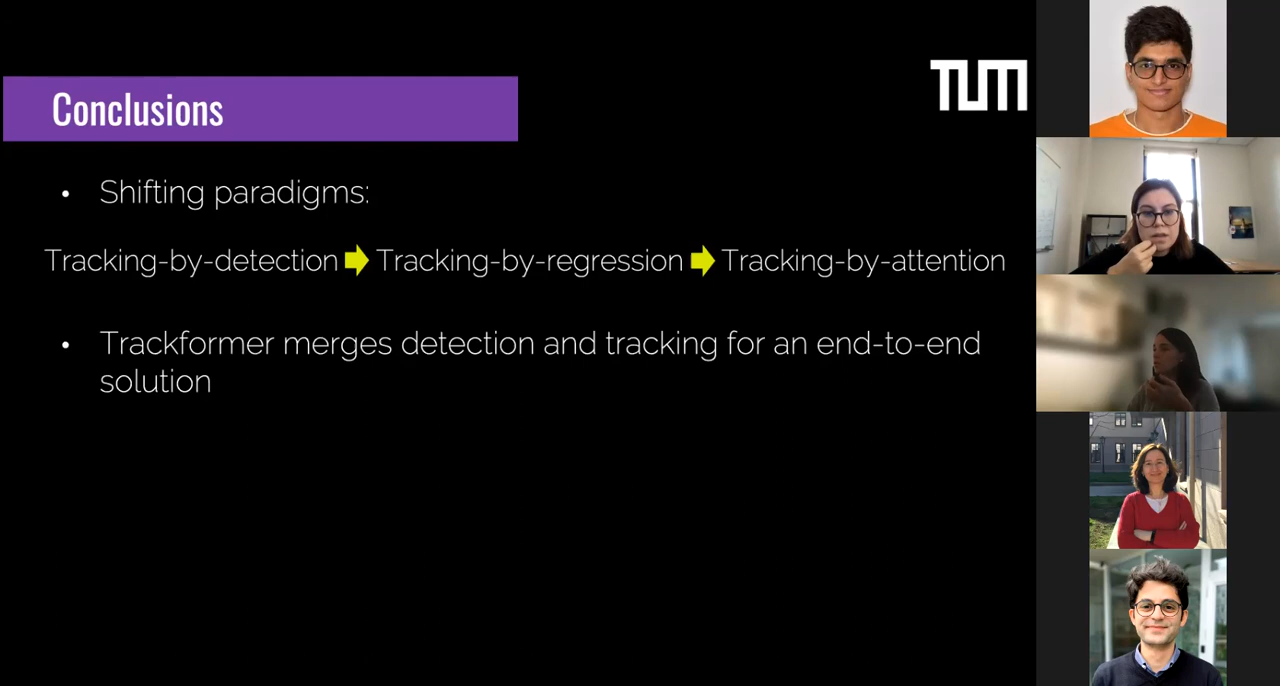 TUM
Conclusions
• Shifting paradigms:
Tracking-by-detection Tracking-by-regression Tracking-by-attention
• Trackformer merges detection and tracking for an end-to-end
solution